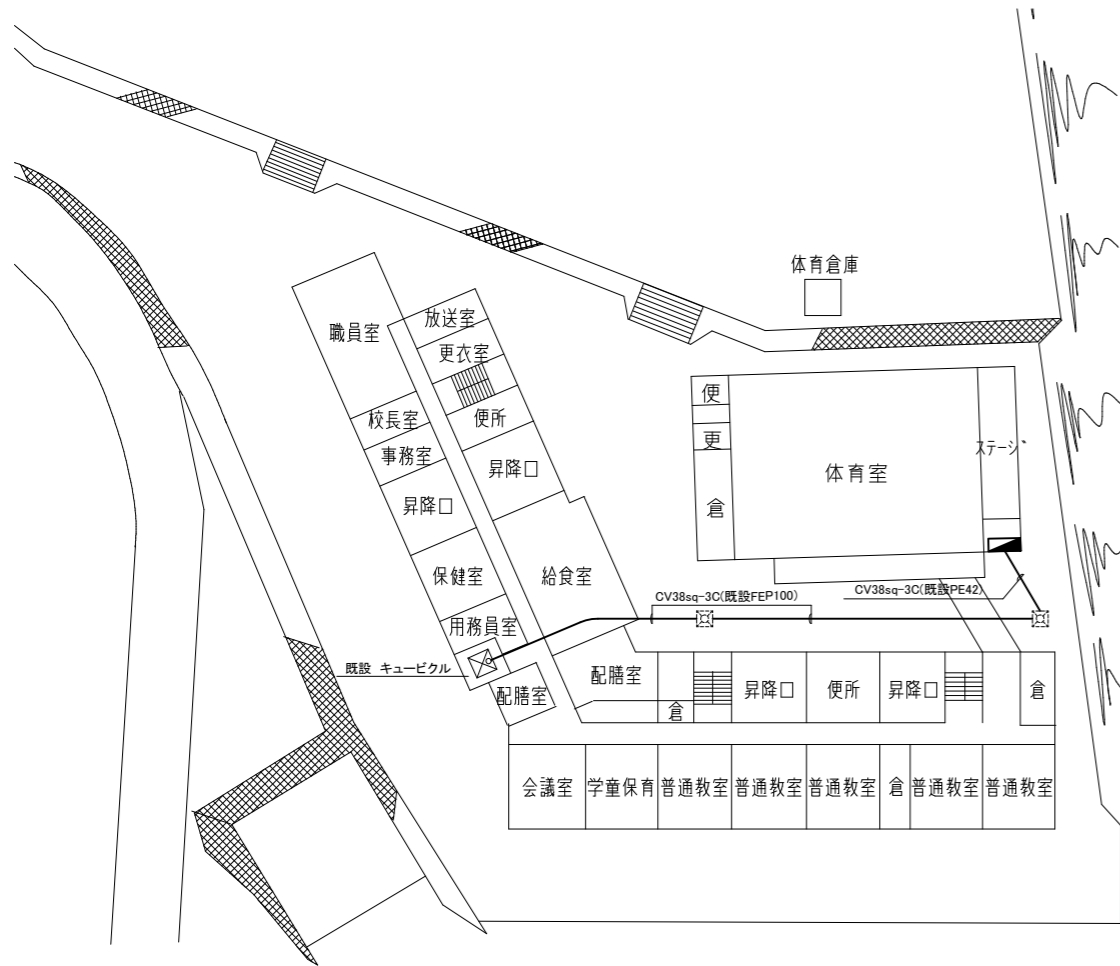 体育倉庫
職員室
放送室
更衣室
校長室
便所
事務室
昇降口
昇降口
保健室
給食室
用務員室
既設 キュービクル
配膳室
便
更
倉
体育室
ステージ
CV38sq-3C(既設FEP100)
CV38sq-3C(既設PE42)
配膳室
倉
昇降口
便所
昇降口
倉
会議室
学童保育
普通教室
普通教室
普通教室
倉
普通教室
普通教室